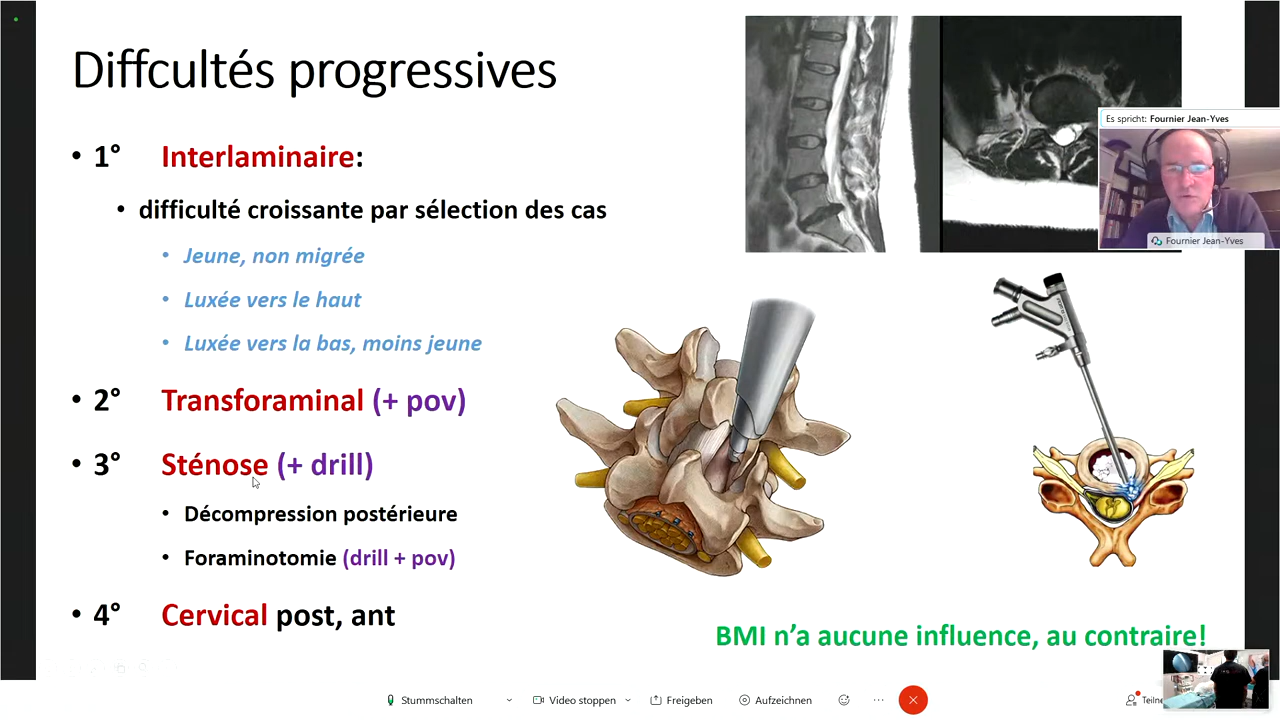 Diffcultés progressives
• 1° Interlaminaire:
• difficulté croissante par sélection des cas
• Jeune, non migrée
• Luxée vers le haut
• Luxée vers la bas, moins jeune
• 2° Transforaminal (+ pov)
• 3° Sténose (+ drill)
• Décompression postérieure
• Foraminotomie (drill + pov)
• 4° Cervical post, ant
BMI n'a aucune influence, au contraire!
Es spricht: Fournier Jean-Yves
Fournier Jean-Yves
Stummschalten
Video stoppen
Freigeben
Aufzeichnen